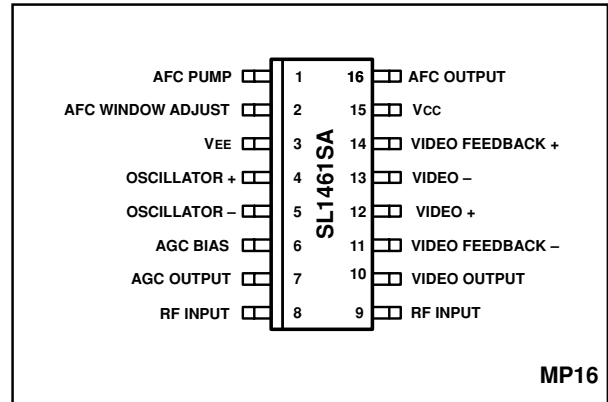 AFC PUMP 1 16 AFC OUTPUT
AFC WINDOW ADJUST 2 15 VCC
VEE 3 14 VIDEO FEEDBACK +
OSCILLATOR + 4 13 VIDEO –
OSCILLATOR – 5 12 VIDEO +
AGC BIAS 6 11 VIDEO FEEDBACK –
AGC OUTPUT 7 10 VIDEO OUTPUT
RF INPUT 8 9 RF INPUT
SL1461SA
MP16